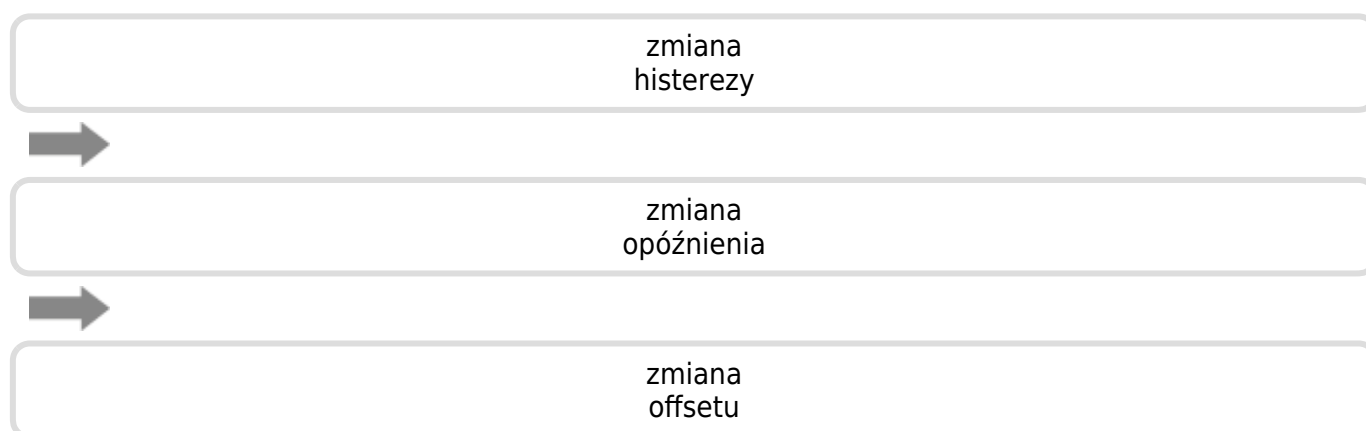 zmiana
histerezy
zmiana
opóźnienia
zmiana
offsetu